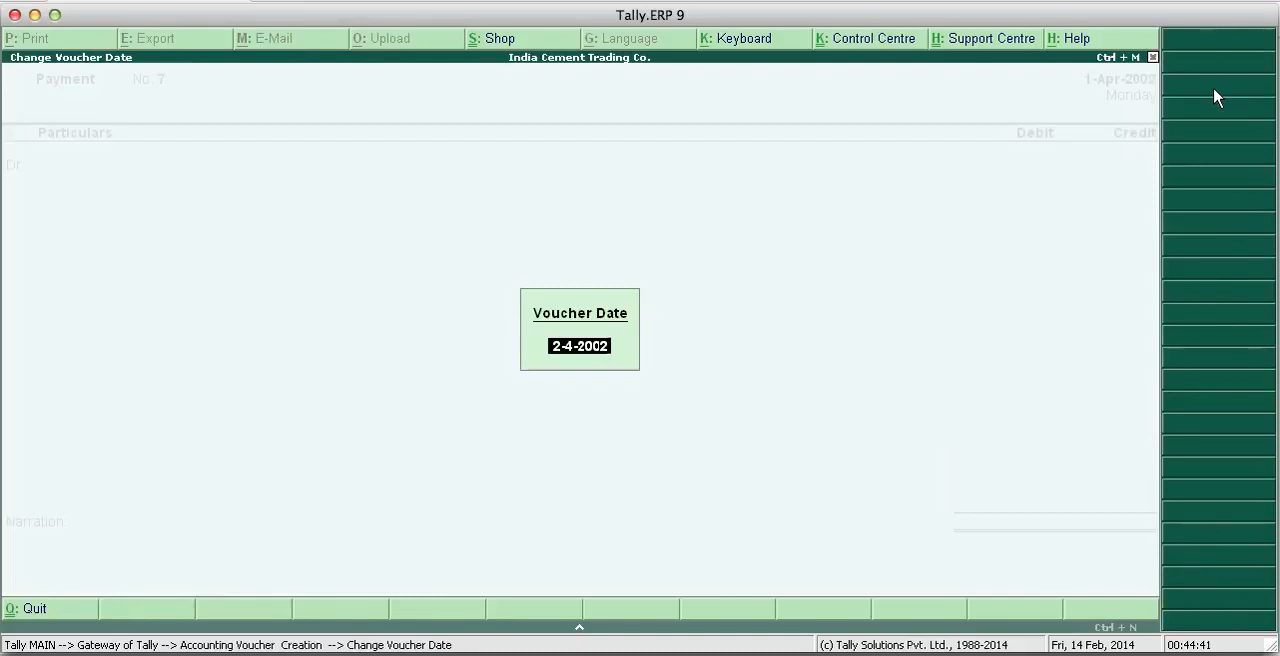 Tally.ERP 9
P: Print E: Export M: E-Mail O: Upload S: Shop G: Language K: Keyboard K: Control Centre H: Support Centre H: Help
Change Voucher Date India Cement Trading Co. Ctrl + M
Payment No. 7 1-Apr-2002
Monday
Particulars Debit Credit
Dr
Voucher Date
2-4-2002
Narration
Q: Quit
Ctrl + N
Tally MAIN --> Gateway of Tally --> Accounting Voucher Creation --> Change Voucher Date (c) Tally Solutions Pvt. Ltd., 1988-2014 Fri, 14 Feb, 2014 00:44:41